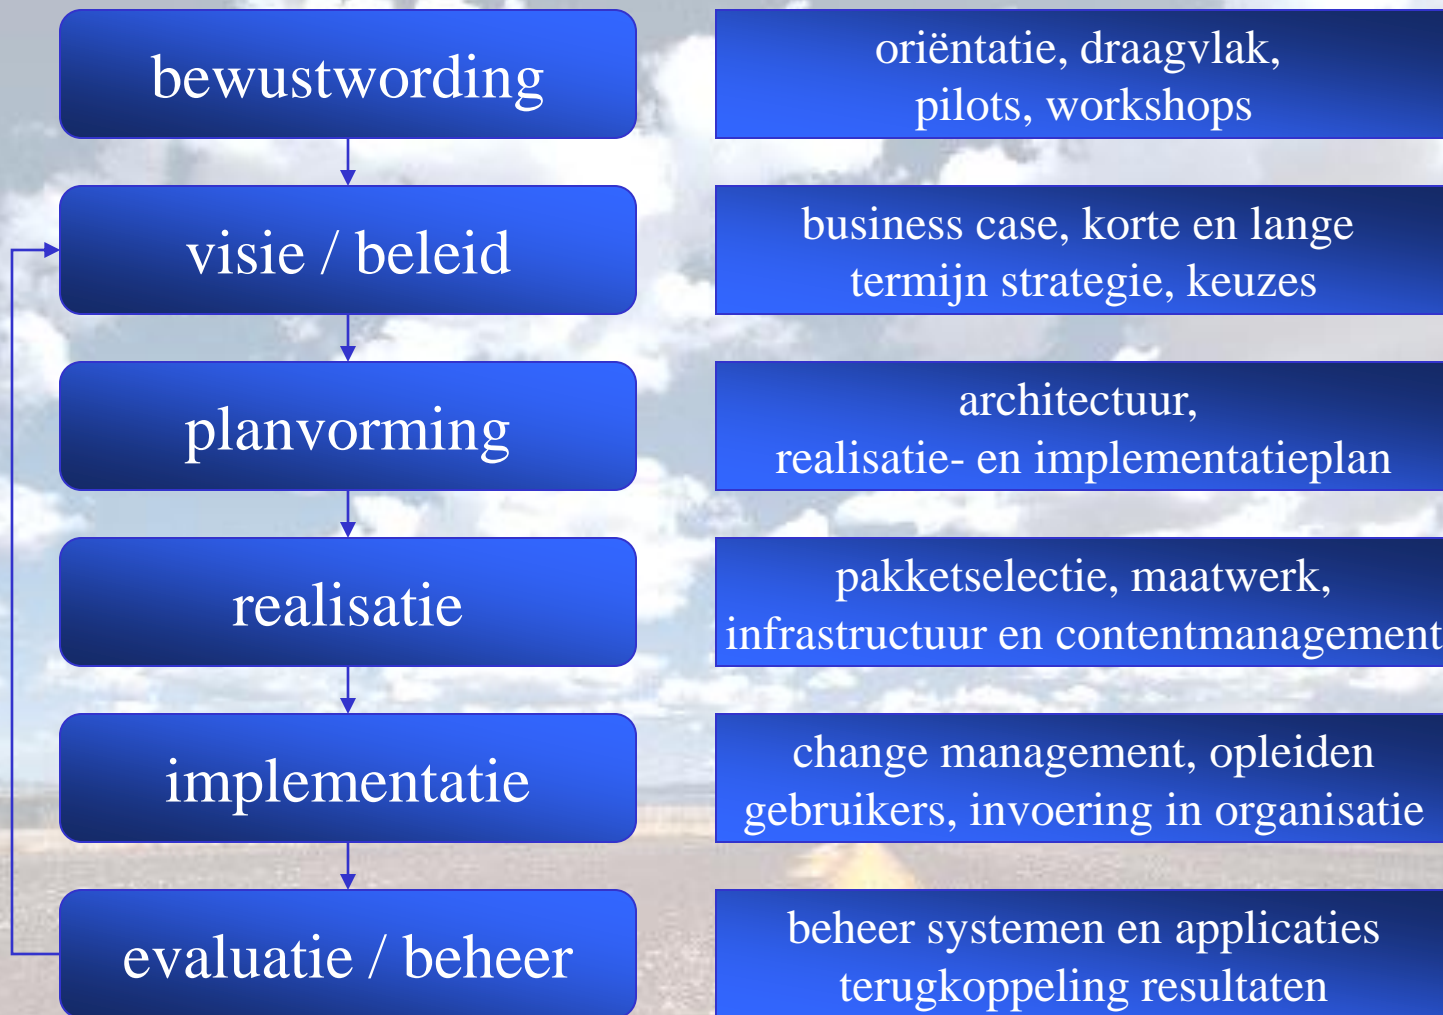 bewustwording
oriëntatie, draagvlak,
pilots, workshops
visie / beleid
business case, korte en lange
termijn strategie, keuzes
planvorming
architectuur,
realisatie- en implementatieplan
realisatie
pakketselectie, maatwerk,
infrastructuur en contentmanagement
implementatie
change management, opleiden
gebruikers, invoering in organisatie
evaluatie / beheer
beheer systemen en applicaties
terugkoppeling resultaten